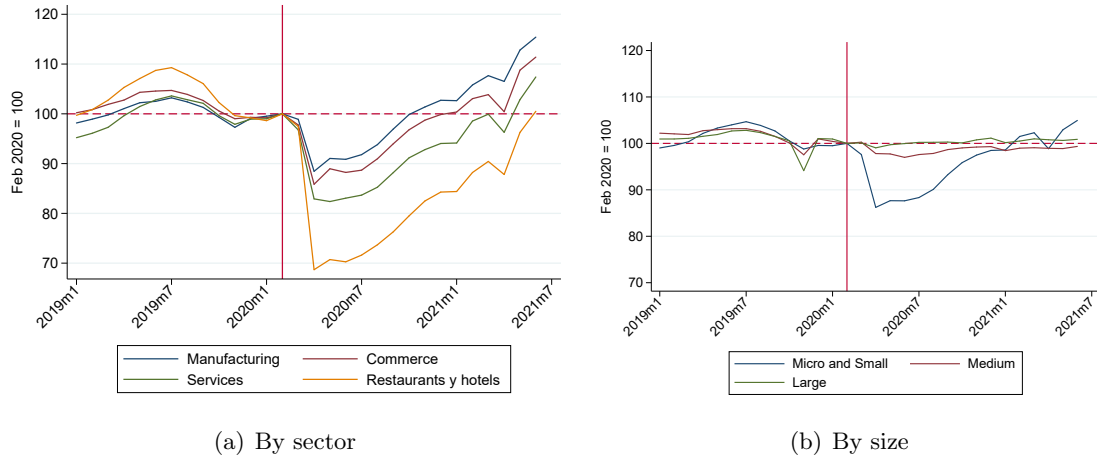 120
110
100
90
80
70
Feb 2020 = 100
2019m1
2019m7
2020m1
2020m7
2021m1
2021m7
Manufacturing
Commerce
Services
Restaurants y hotels
(a) By sector
120
110
100
90
80
70
Feb 2020 = 100
2019m1
2019m7
2020m1
2020m7
2021m1
2021m7
Micro and Small
Medium
Large
(b) By size